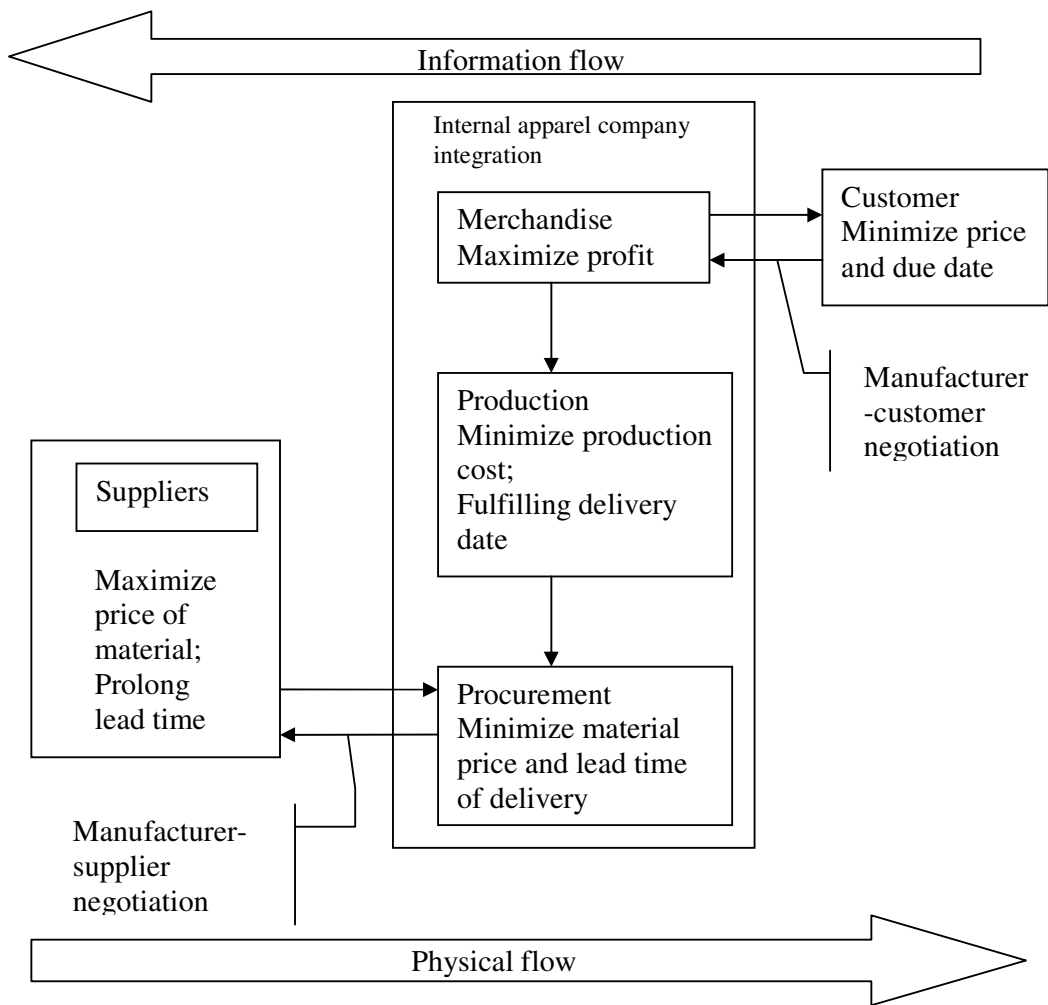 Information flow
Internal apparel company
integration
Merchandise
Maximize profit
Customer
Minimize price
and due date
Manufacturer
-customer
negotiation
Production
Minimize production
cost;
Fulfilling delivery
date
Suppliers
Maximize
price of
material;
Prolong
lead time
Procurement
Minimize material
price and lead time
of delivery
Manufacturer-
supplier
negotiation
Physical flow